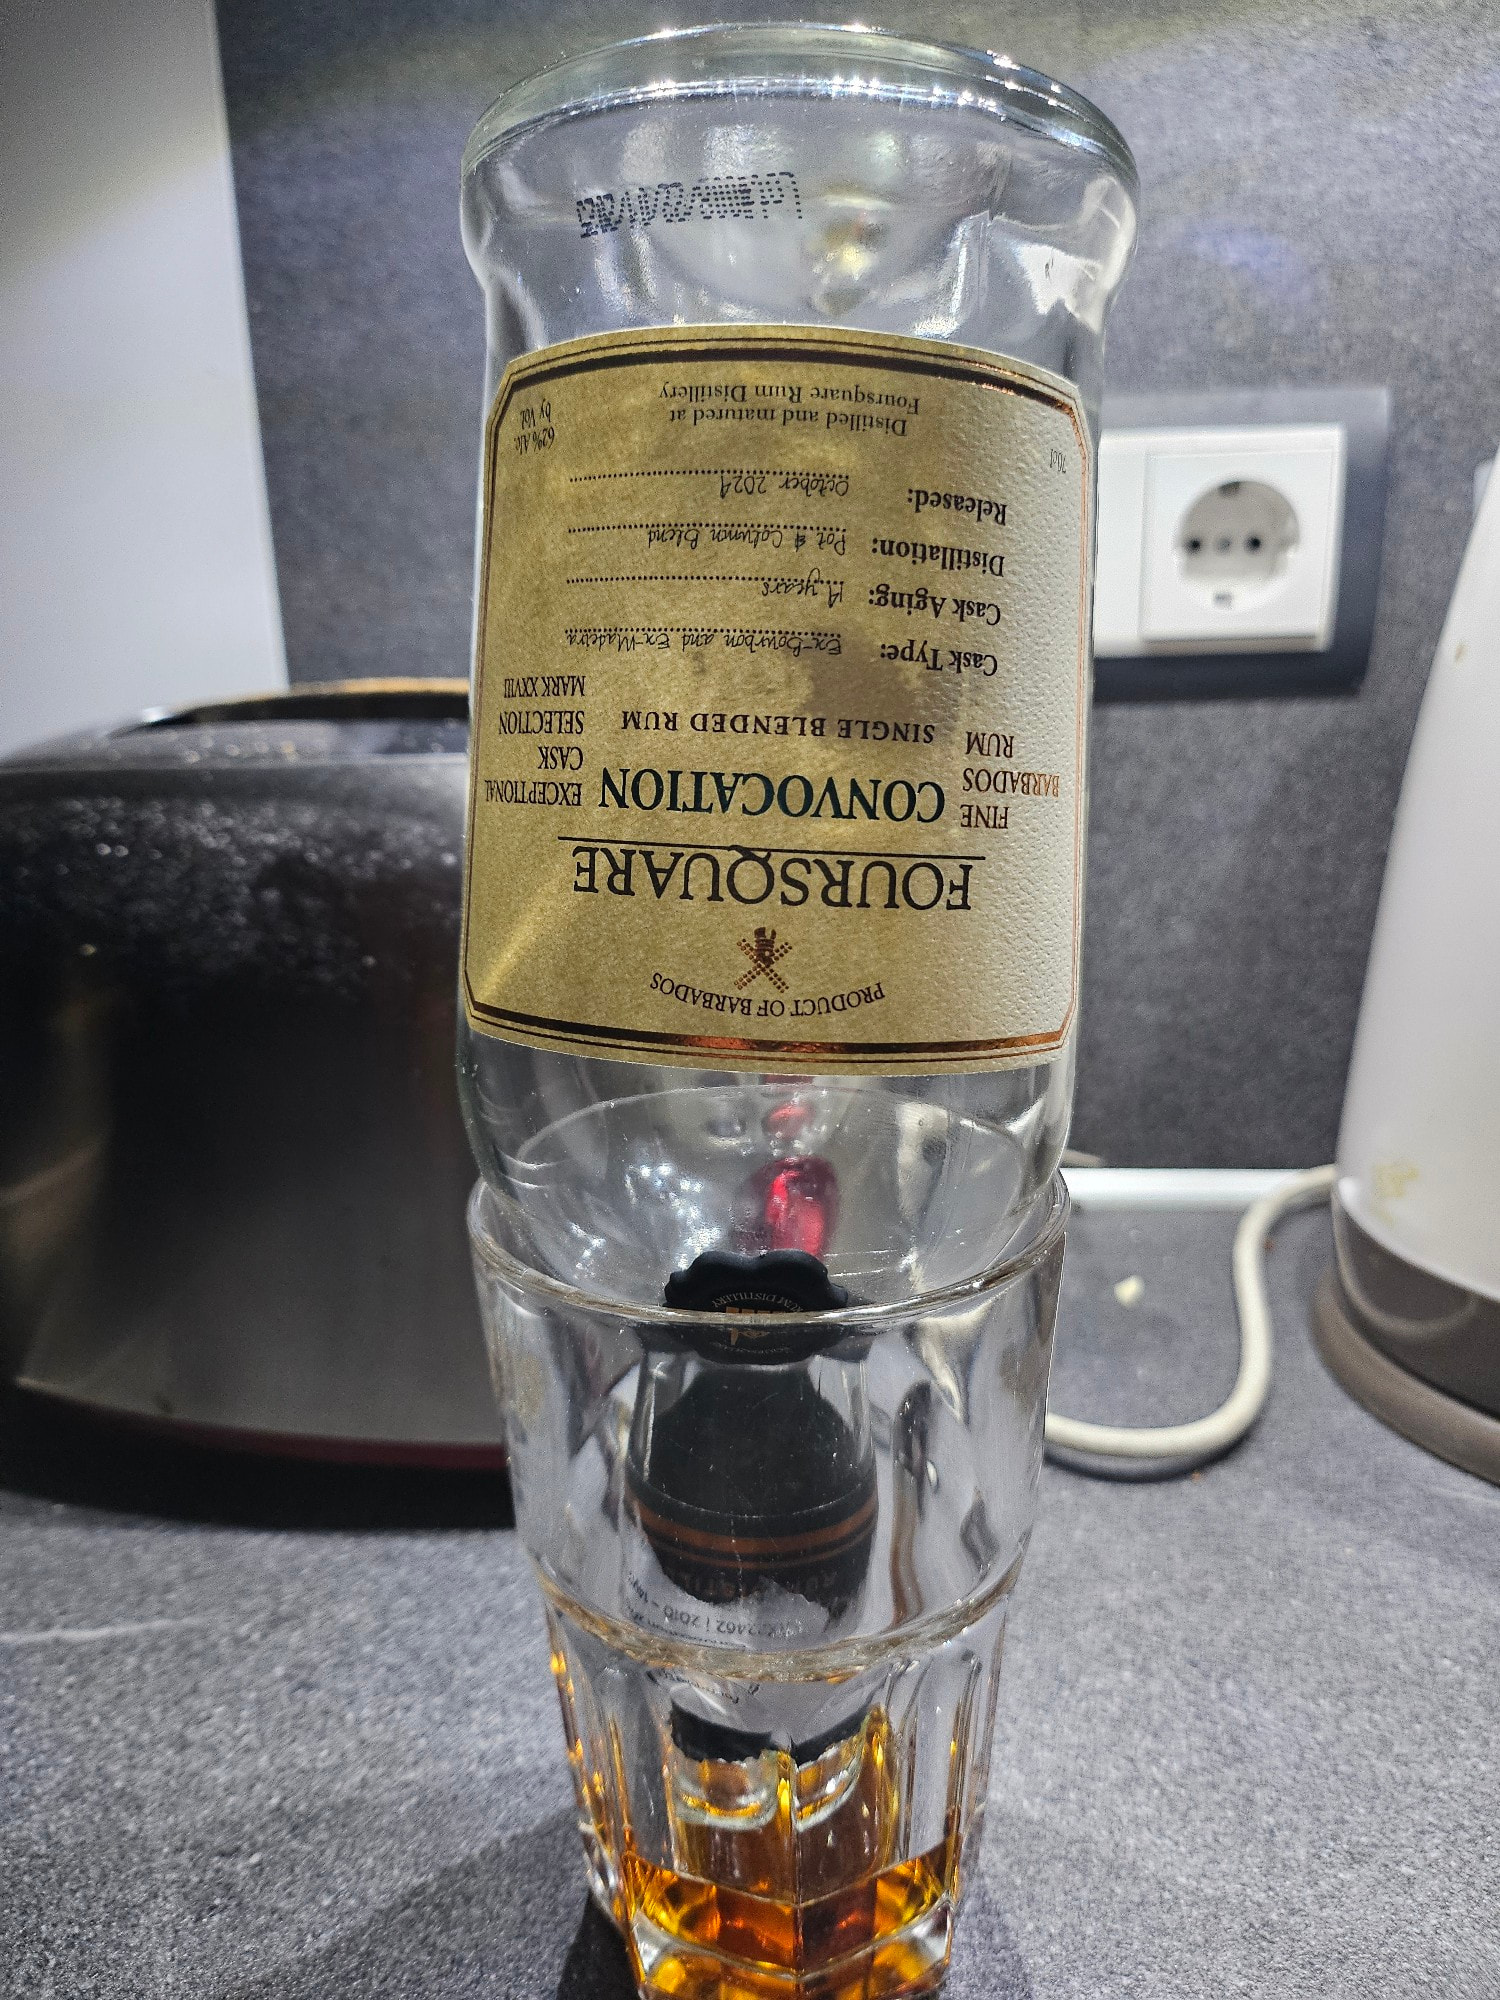 PRODUCT OF BARBADOS
FOURSQUARE
FINE
BARBADOS
RUM
CONVOCATION
SINGLE BLENDED RUM
EXCEPTIONAL
CASK
SELECTION
MARK XXVIII
Cask Type: Ex-Bourbon and Ex-Madeira
Cask Aging: 14 years
Distillation: Pot & Column Blend
Released: October 2024
70cl
Distilled and matured at
Foursquare Rum Distillery
62% Alc.
by Vol.
RUM DISTILLERY